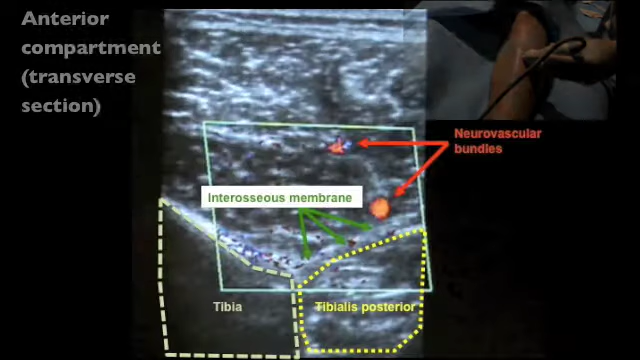 Anterior
compartment
(transverse
section)
Neurovascular
bundles
Interosseous membrane
Tibia
Tibialis posterior